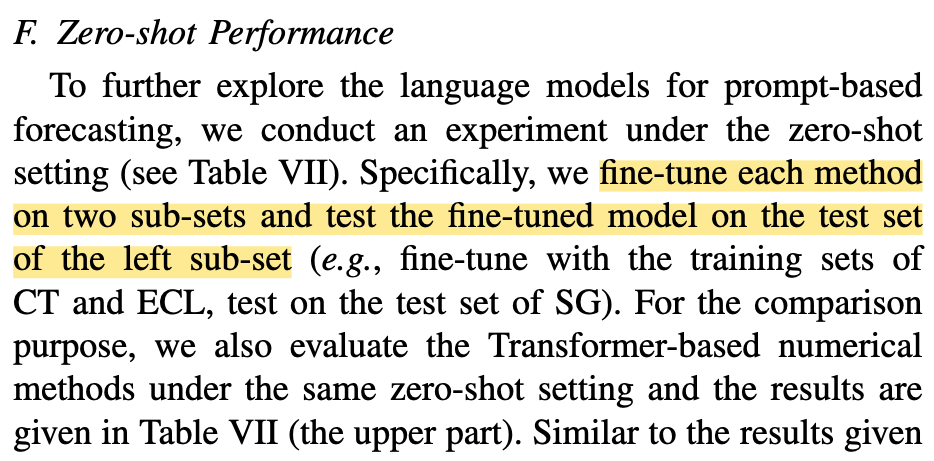 F. Zero-shot Performance
To further explore the language models for prompt-based
forecasting, we conduct an experiment under the zero-shot
setting (see Table VII). Specifically, we fine-tune each method
on two sub-sets and test the fine-tuned model on the test set
of the left sub-set (e.g., fine-tune with the training sets of
CT and ECL, test on the test set of SG). For the comparison
purpose, we also evaluate the Transformer-based numerical
methods under the same zero-shot setting and the results are
given in Table VII (the upper part). Similar to the results given